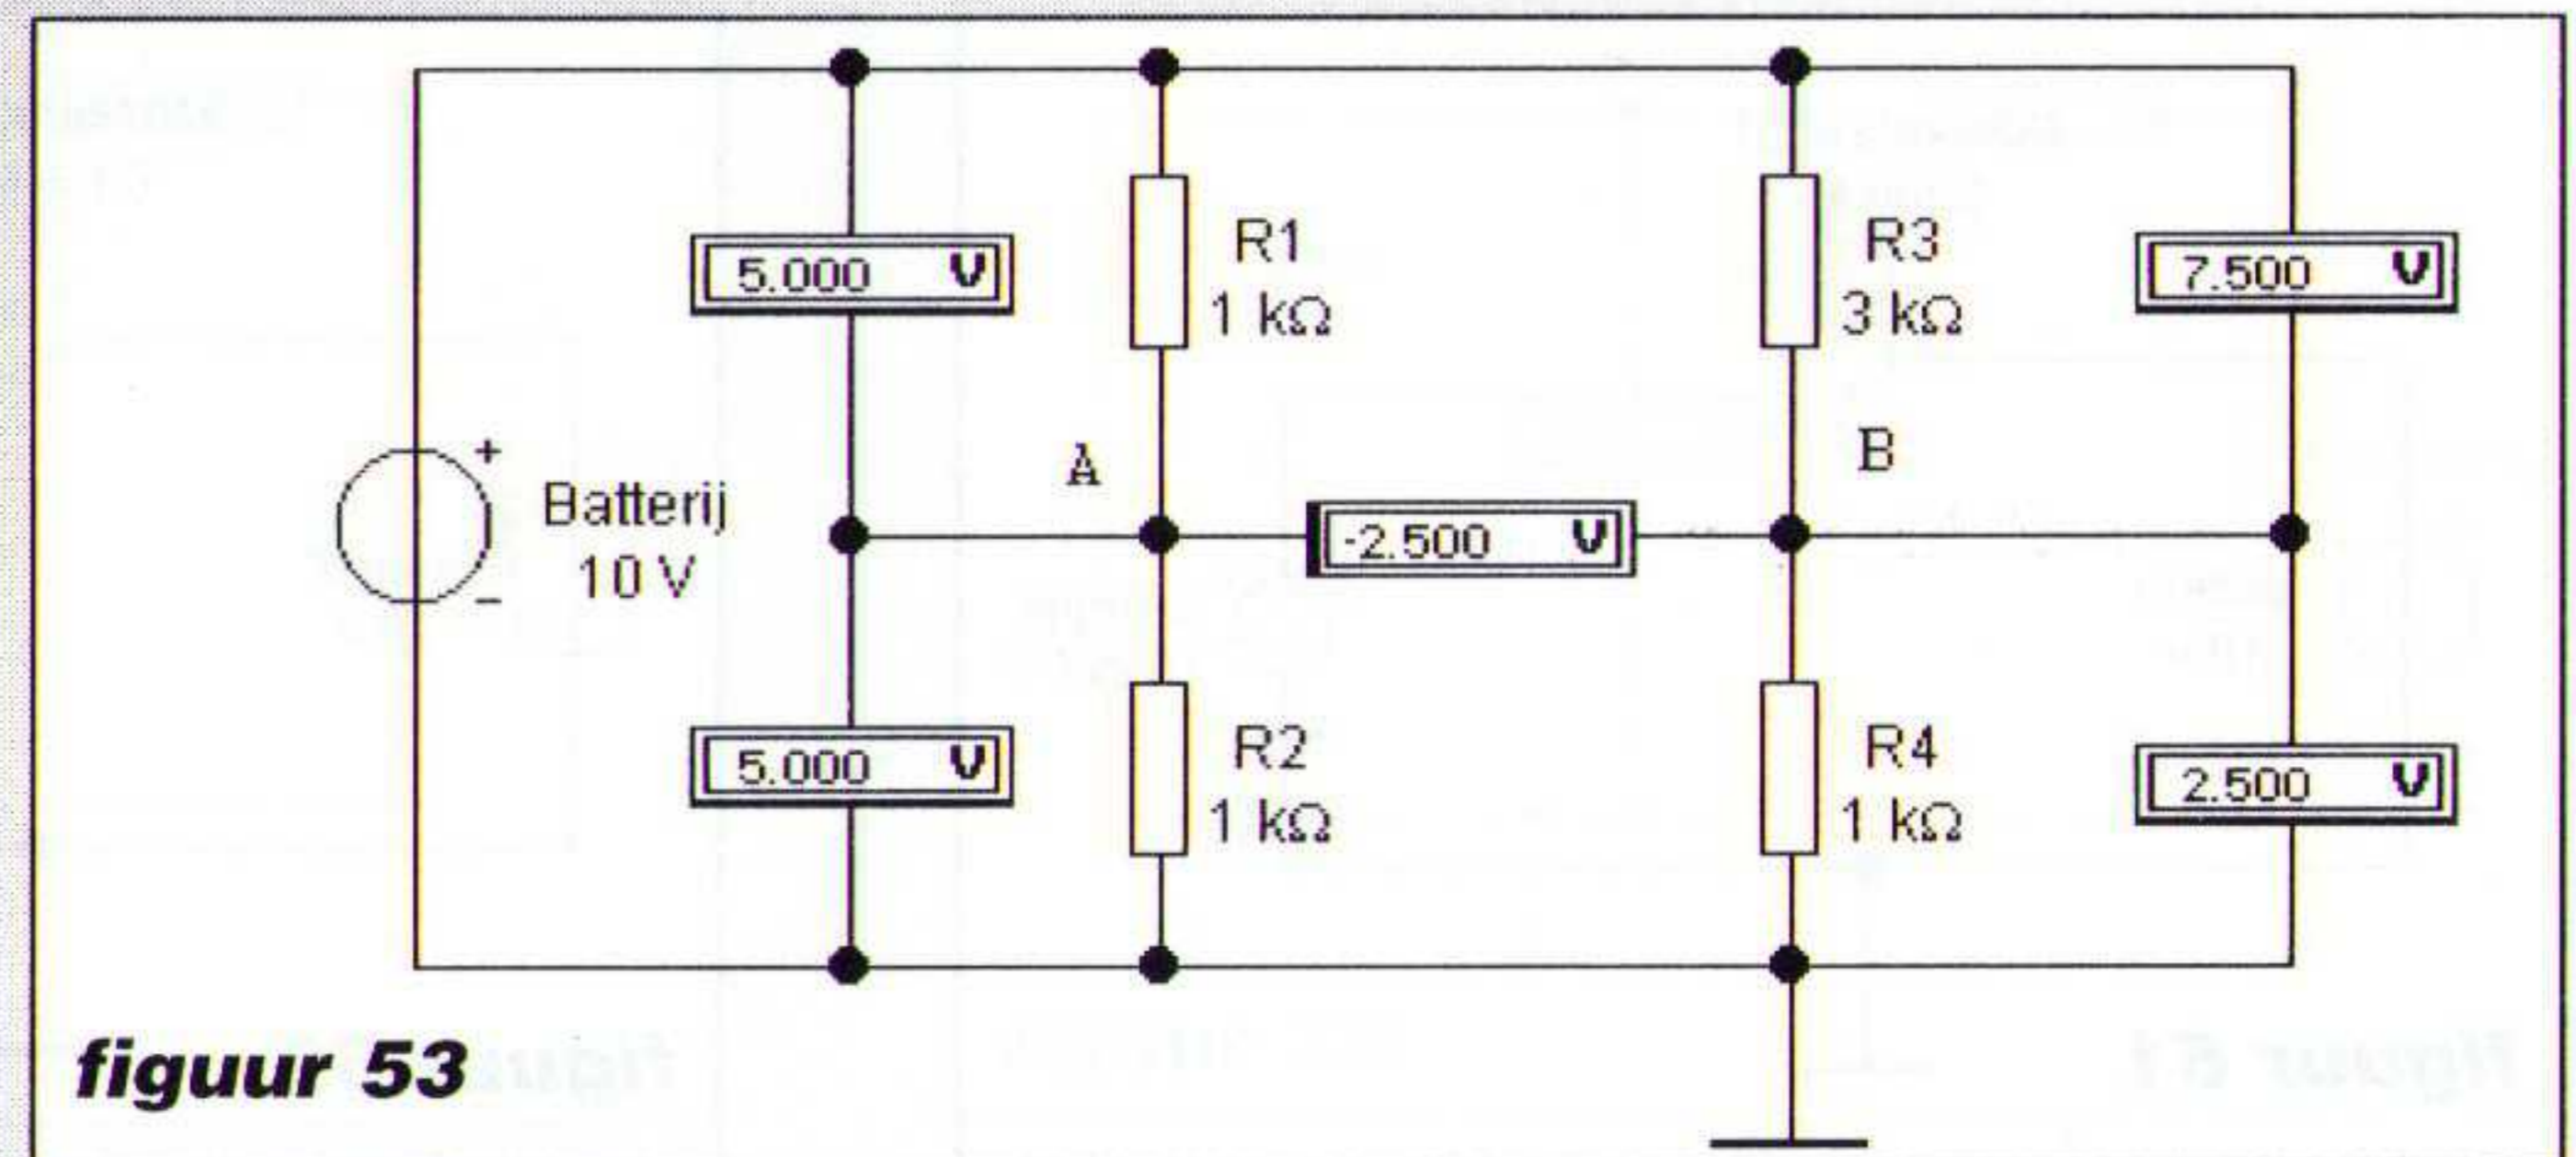 R1
1 kΩ
R3
3 kΩ
5.000 V
7.500 V
A
B
+
Batterij
10 V
−
-2.500 V
R2
1 kΩ
R4
1 kΩ
5.000 V
2.500 V
figuur 53